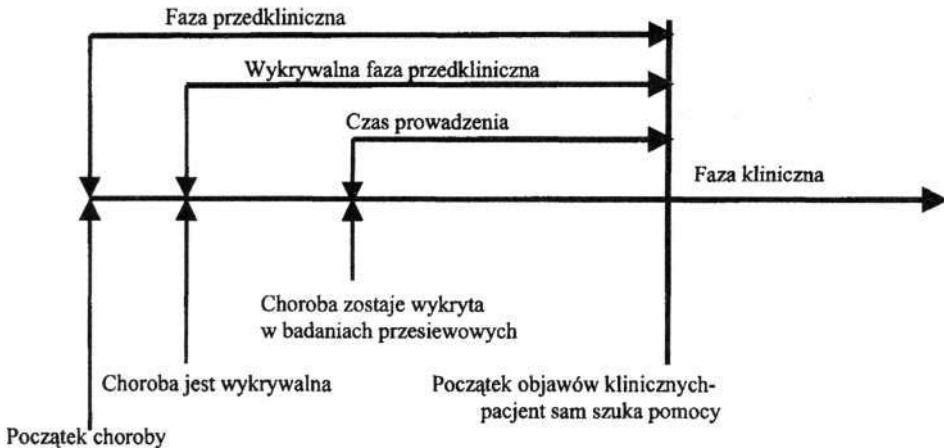 Faza przedkliniczna
Wykrywalna faza przedkliniczna
Czas prowadzenia
Faza kliniczna
Choroba zostaje wykryta
w badaniach przesiewowych
Choroba jest wykrywalna
Początek objawów klinicznych-
pacjent sam szuka pomocy
Początek choroby